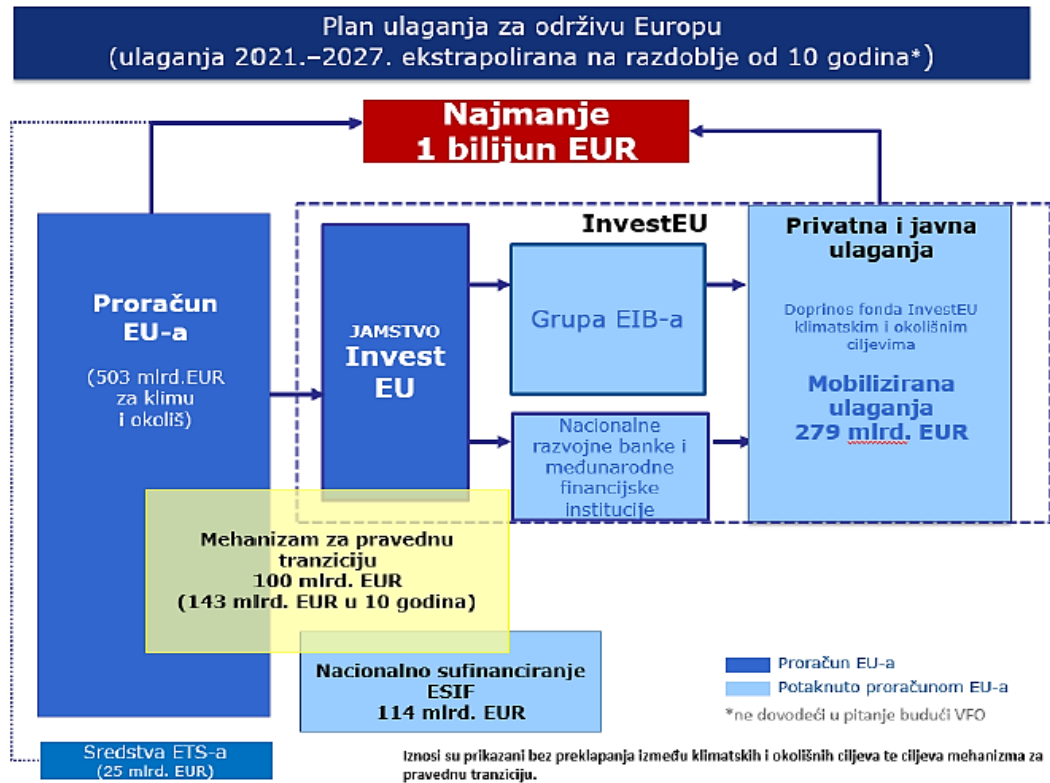 Plan ulaganja za održivu Europu
(ulaganja 2021.–2027. ekstrapolirana na razdoblje od 10 godina*)
Najmanje
1 bilijun EUR
Proračun
EU-a
(503 mlrd.EUR
za klimu
i okoliš)
JAMSTVO
Invest
EU
InvestEU
Grupa EIB-a
Nacionalne
razvojne banke i
međunarodne
financijske
institucije
Privatna i javna
ulaganja
Doprinos fonda InvestEU
klimatskim i okolišnim
ciljevima
Mobilizirana
ulaganja
279 mlrd. EUR
Mehanizam za pravednu
tranziciju
100 mlrd. EUR
(143 mlrd. EUR u 10 godina)
Nacionalno sufinanciranje
ESIF
114 mlrd. EUR
Sredstva ETS-a
(25 mlrd. EUR)
Proračun EU-a
Potaknuto proračunom EU-a
*ne dovodeći u pitanje budući VFO
Iznosi su prikazani bez preklapanja između klimatskih i okolišnih ciljeva te ciljeva mehanizma za
pravednu tranziciju.